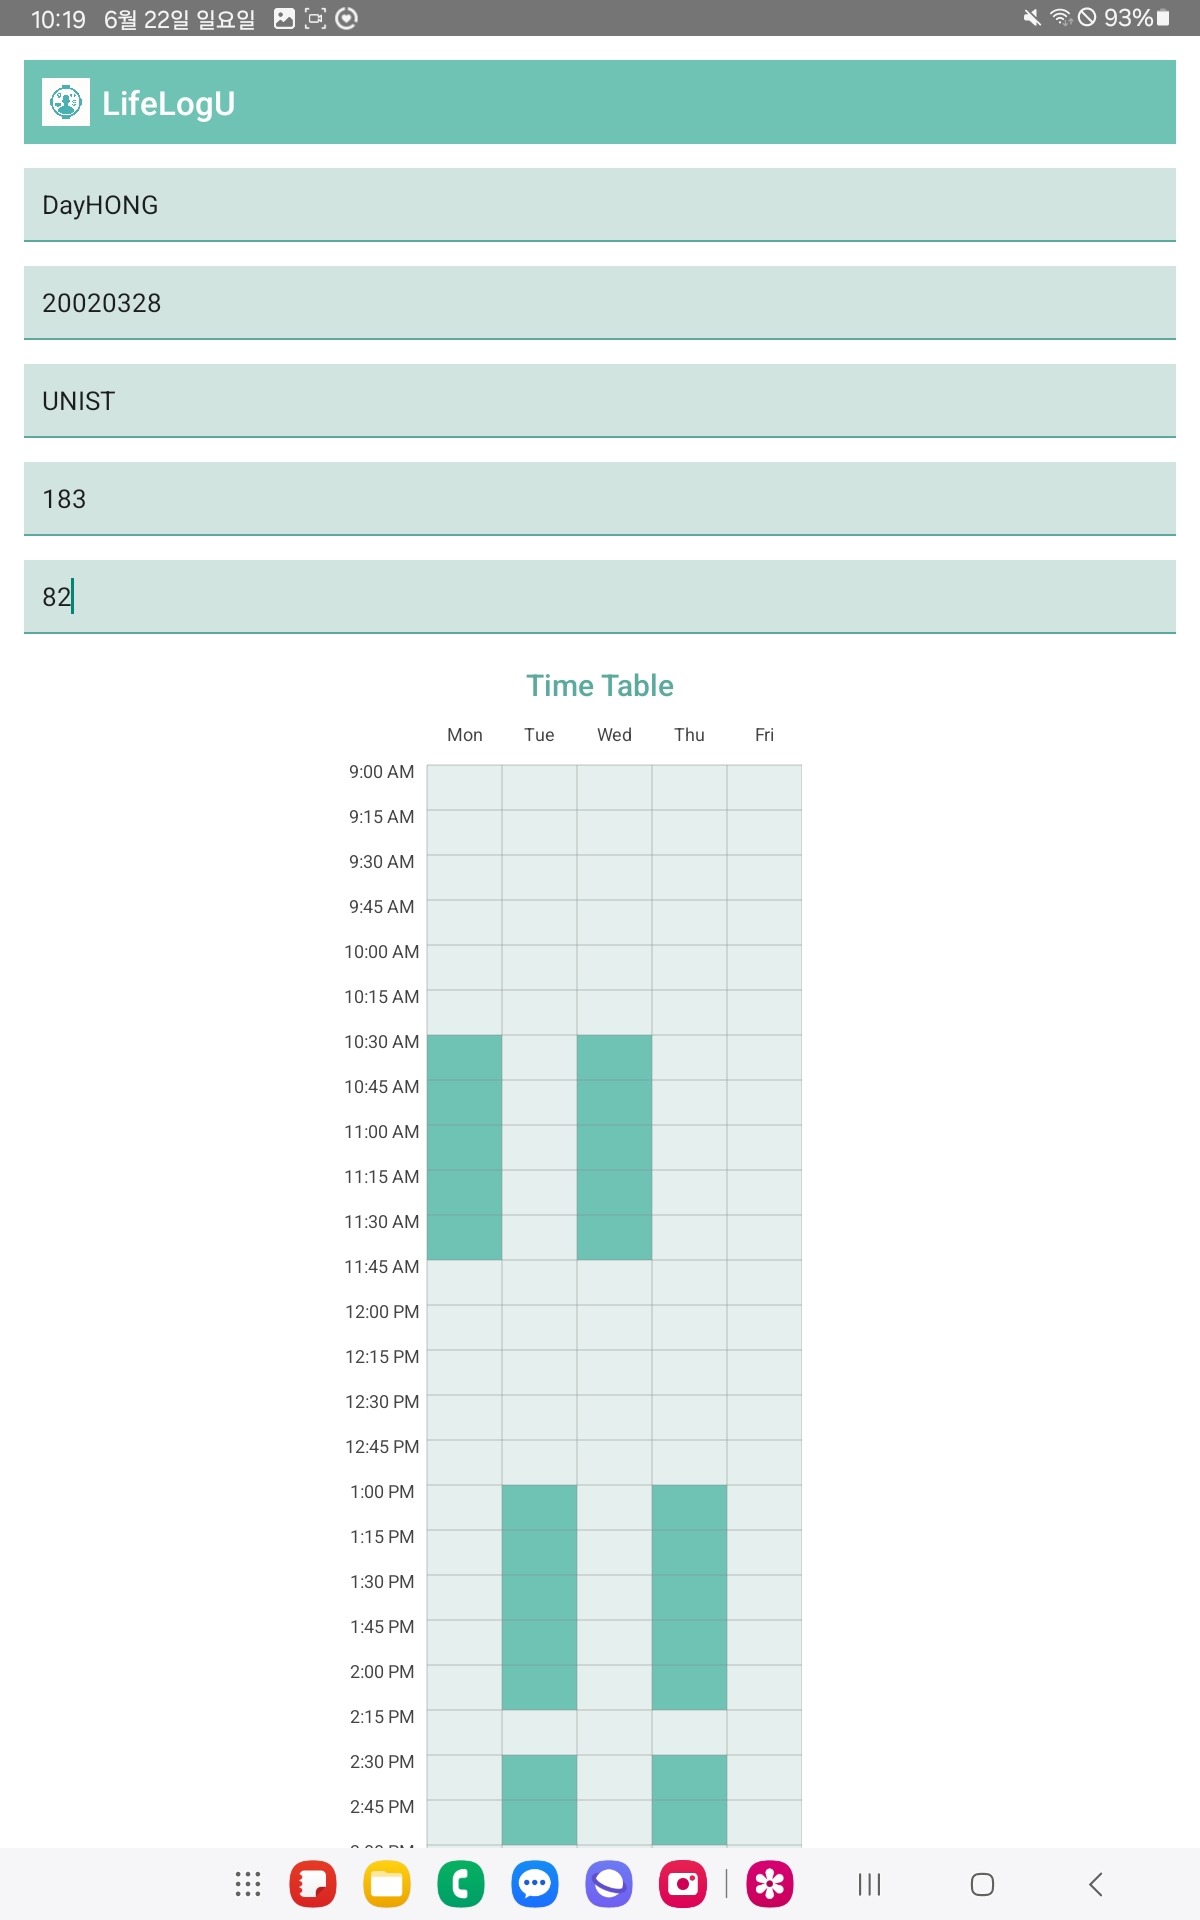 10:19 6월 22일 일요일 93%
LifeLogU
DayHONG
20020328
UNIST
183
82
Time Table
Mon Tue Wed Thu Fri
9:00 AM
9:15 AM
9:30 AM
9:45 AM
10:00 AM
10:15 AM
10:30 AM
10:45 AM
11:00 AM
11:15 AM
11:30 AM
11:45 AM
12:00 PM
12:15 PM
12:30 PM
12:45 PM
1:00 PM
1:15 PM
1:30 PM
1:45 PM
2:00 PM
2:15 PM
2:30 PM
2:45 PM